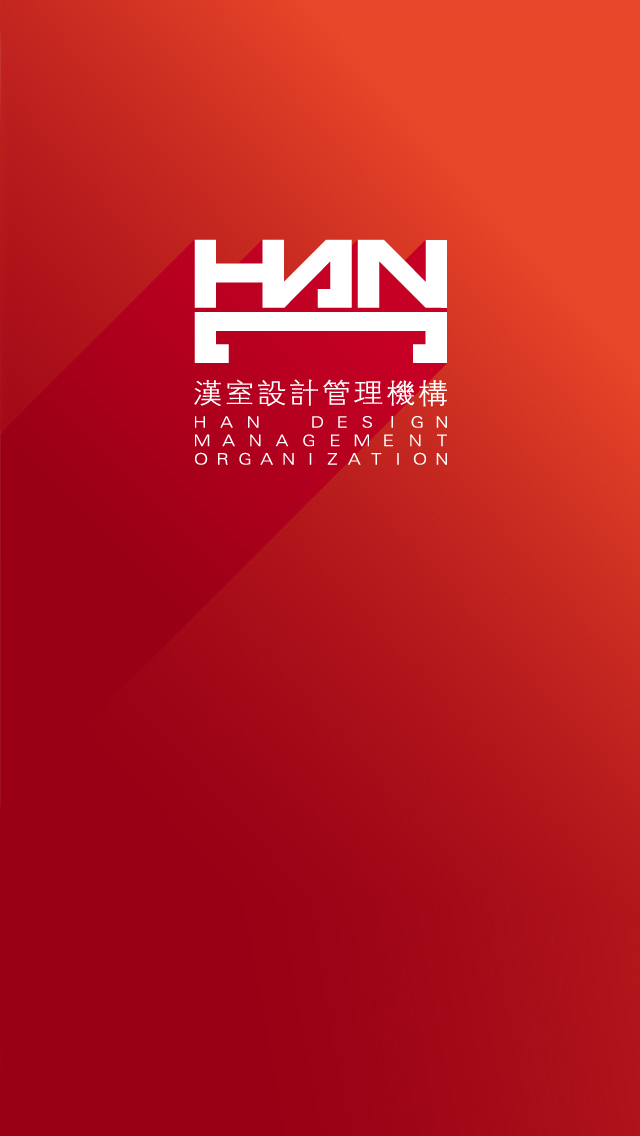 HAN
漢室設計管理機構
HAN DESIGN
MANAGEMENT
ORGANIZATION